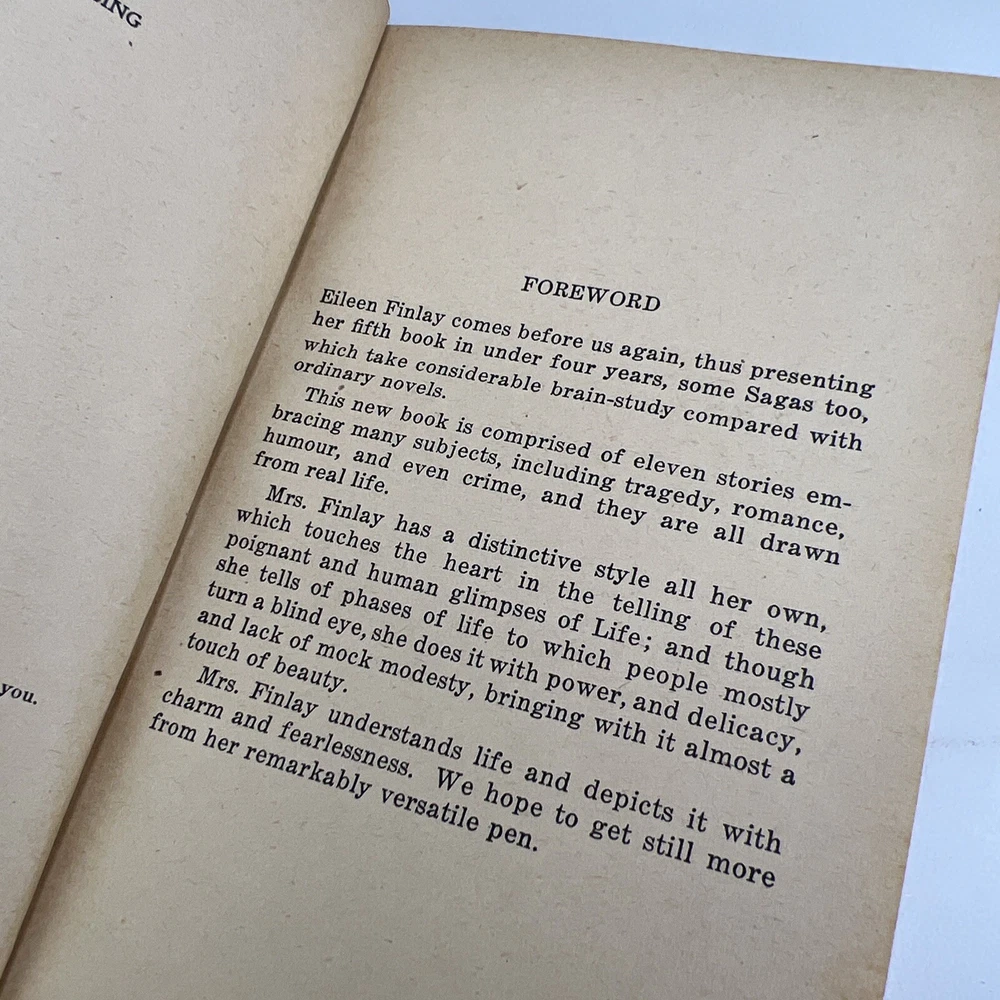 you.
FOREWORD
Eileen Finlay comes before us again, thus presenting
her fifth book in under four years, some Sagas too,
which take considerable brain-study compared with
ordinary novels.
This new book is comprised of eleven stories em-
bracing many subjects, including tragedy, romance,
humour, and even crime, and they are all drawn
from real life.
Mrs. Finlay has a distinctive style all her own,
which touches the heart in the telling of these
poignant and human glimpses of Life; and though
she tells of phases of life to which people mostly
turn a blind eye, she does it with power, and delicacy,
and lack of mock modesty, bringing with it almost a
touch of beauty.
Mrs. Finlay understands life and depicts it with
charm and fearlessness. We hope to get still more
from her remarkably versatile pen.